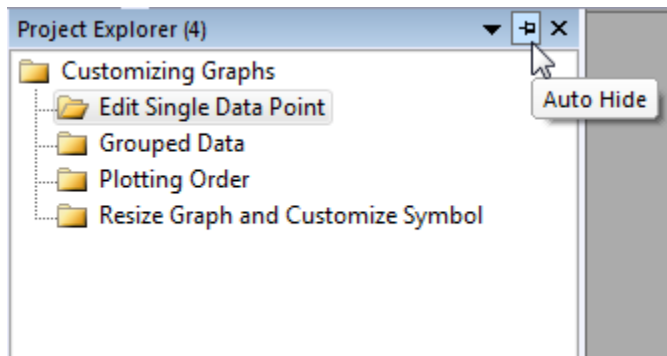 Project Explorer (4)
Customizing Graphs
Auto Hide
Edit Single Data Point
Grouped Data
Plotting Order
Resize Graph and Customize Symbol